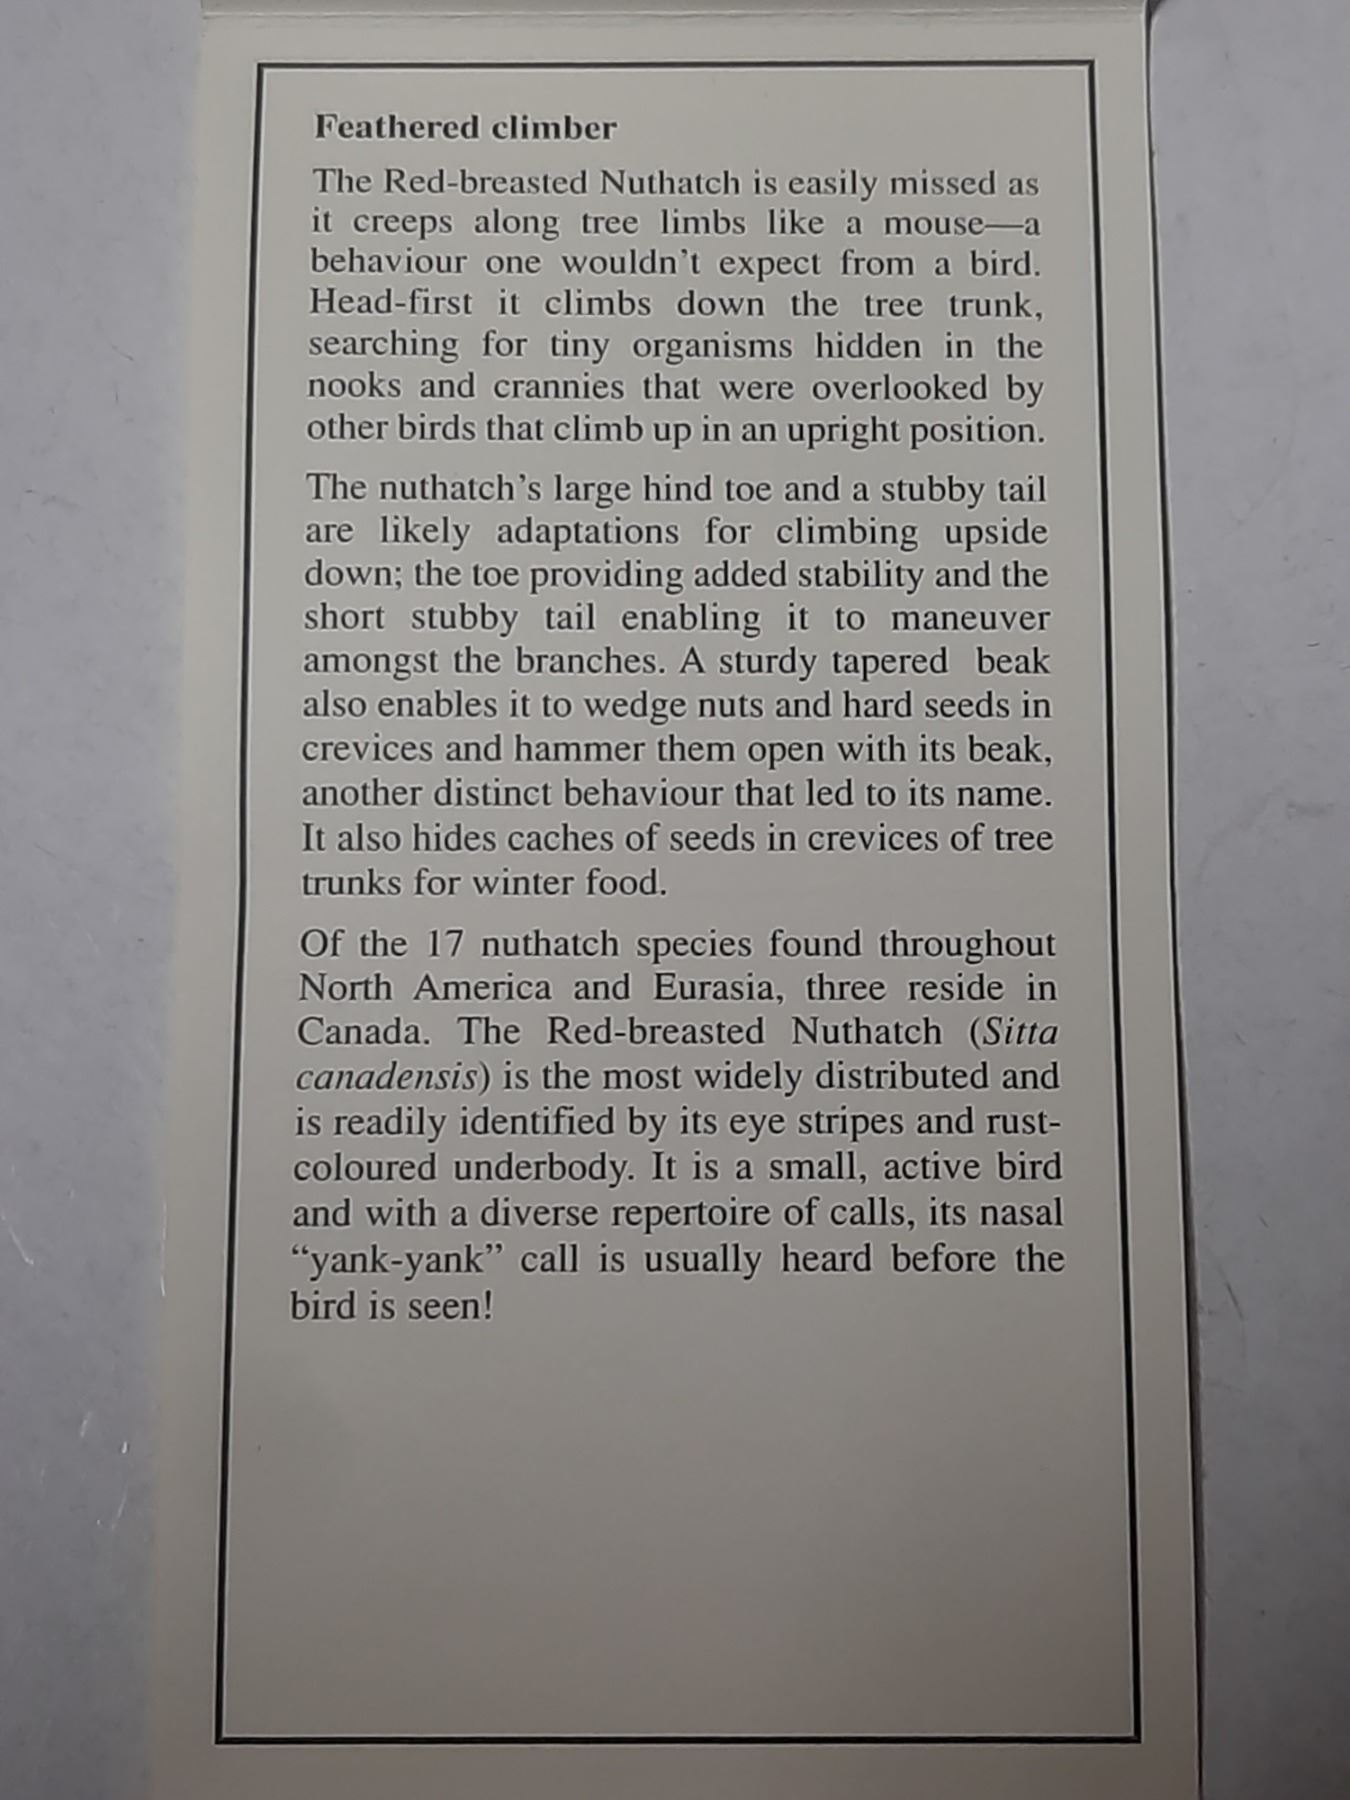 Feathered climber
The Red-breasted Nuthatch is easily missed as
it creeps along tree limbs like a mouse—a
behaviour one wouldn't expect from a bird.
Head-first it climbs down the tree trunk,
searching for tiny organisms hidden in the
nooks and crannies that were overlooked by
other birds that climb up in an upright position.
The nuthatch's large hind toe and a stubby tail
are likely adaptations for climbing upside
down; the toe providing added stability and the
short stubby tail enabling it to maneuver
amongst the branches. A sturdy tapered beak
also enables it to wedge nuts and hard seeds in
crevices and hammer them open with its beak,
another distinct behaviour that led to its name.
It also hides caches of seeds in crevices of tree
trunks for winter food.
Of the 17 nuthatch species found throughout
North America and Eurasia, three reside in
Canada. The Red-breasted Nuthatch (Sitta
canadensis) is the most widely distributed and
is readily identified by its eye stripes and rust-
coloured underbody. It is a small, active bird
and with a diverse repertoire of calls, its nasal
“yank-yank” call is usually heard before the
bird is seen!